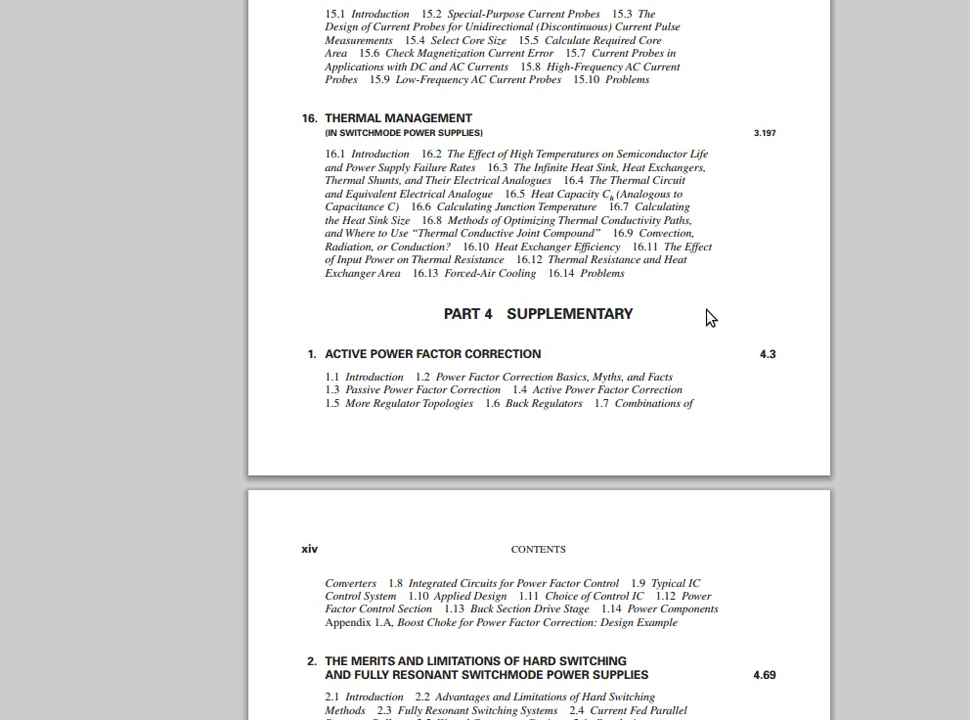 15.1 Introduction 15.2 Special-Purpose Current Probes 15.3 The
Design of Current Probes for Unidirectional (Discontinuous) Current Pulse
Measurements 15.4 Select Core Size 15.5 Calculate Required Core
Area 15.6 Check Magnetization Current Error 15.7 Current Probes in
Applications with DC and AC Currents 15.8 High-Frequency AC Current
Probes 15.9 Low-Frequency AC Current Probes 15.10 Problems
16. THERMAL MANAGEMENT
(IN SWITCHMODE POWER SUPPLIES) 3.197
16.1 Introduction 16.2 The Effect of High Temperatures on Semiconductor Life
and Power Supply Failure Rates 16.3 The Infinite Heat Sink, Heat Exchangers,
Thermal Shunts, and Their Electrical Analogues 16.4 The Thermal Circuit
and Equivalent Electrical Analogue 16.5 Heat Capacity Ch (Analogous to
Capacitance C) 16.6 Calculating Junction Temperature 16.7 Calculating
the Heat Sink Size 16.8 Methods of Optimizing Thermal Conductivity Paths,
and Where to Use “Thermal Conductive Joint Compound” 16.9 Convection,
Radiation, or Conduction? 16.10 Heat Exchanger Efficiency 16.11 The Effect
of Input Power on Thermal Resistance 16.12 Thermal Resistance and Heat
Exchanger Area 16.13 Forced-Air Cooling 16.14 Problems
PART 4 SUPPLEMENTARY
1. ACTIVE POWER FACTOR CORRECTION 4.3
1.1 Introduction 1.2 Power Factor Correction Basics, Myths, and Facts
1.3 Passive Power Factor Correction 1.4 Active Power Factor Correction
1.5 More Regulator Topologies 1.6 Buck Regulators 1.7 Combinations of
xiv CONTENTS
Converters 1.8 Integrated Circuits for Power Factor Control 1.9 Typical IC
Control System 1.10 Applied Design 1.11 Choice of Control IC 1.12 Power
Factor Control Section 1.13 Buck Section Drive Stage 1.14 Power Components
Appendix 1.A, Boost Choke for Power Factor Correction: Design Example
2. THE MERITS AND LIMITATIONS OF HARD SWITCHING
AND FULLY RESONANT SWITCHMODE POWER SUPPLIES 4.69
2.1 Introduction 2.2 Advantages and Limitations of Hard Switching
Methods 2.3 Fully Resonant Switching Systems 2.4 Current Fed Parallel